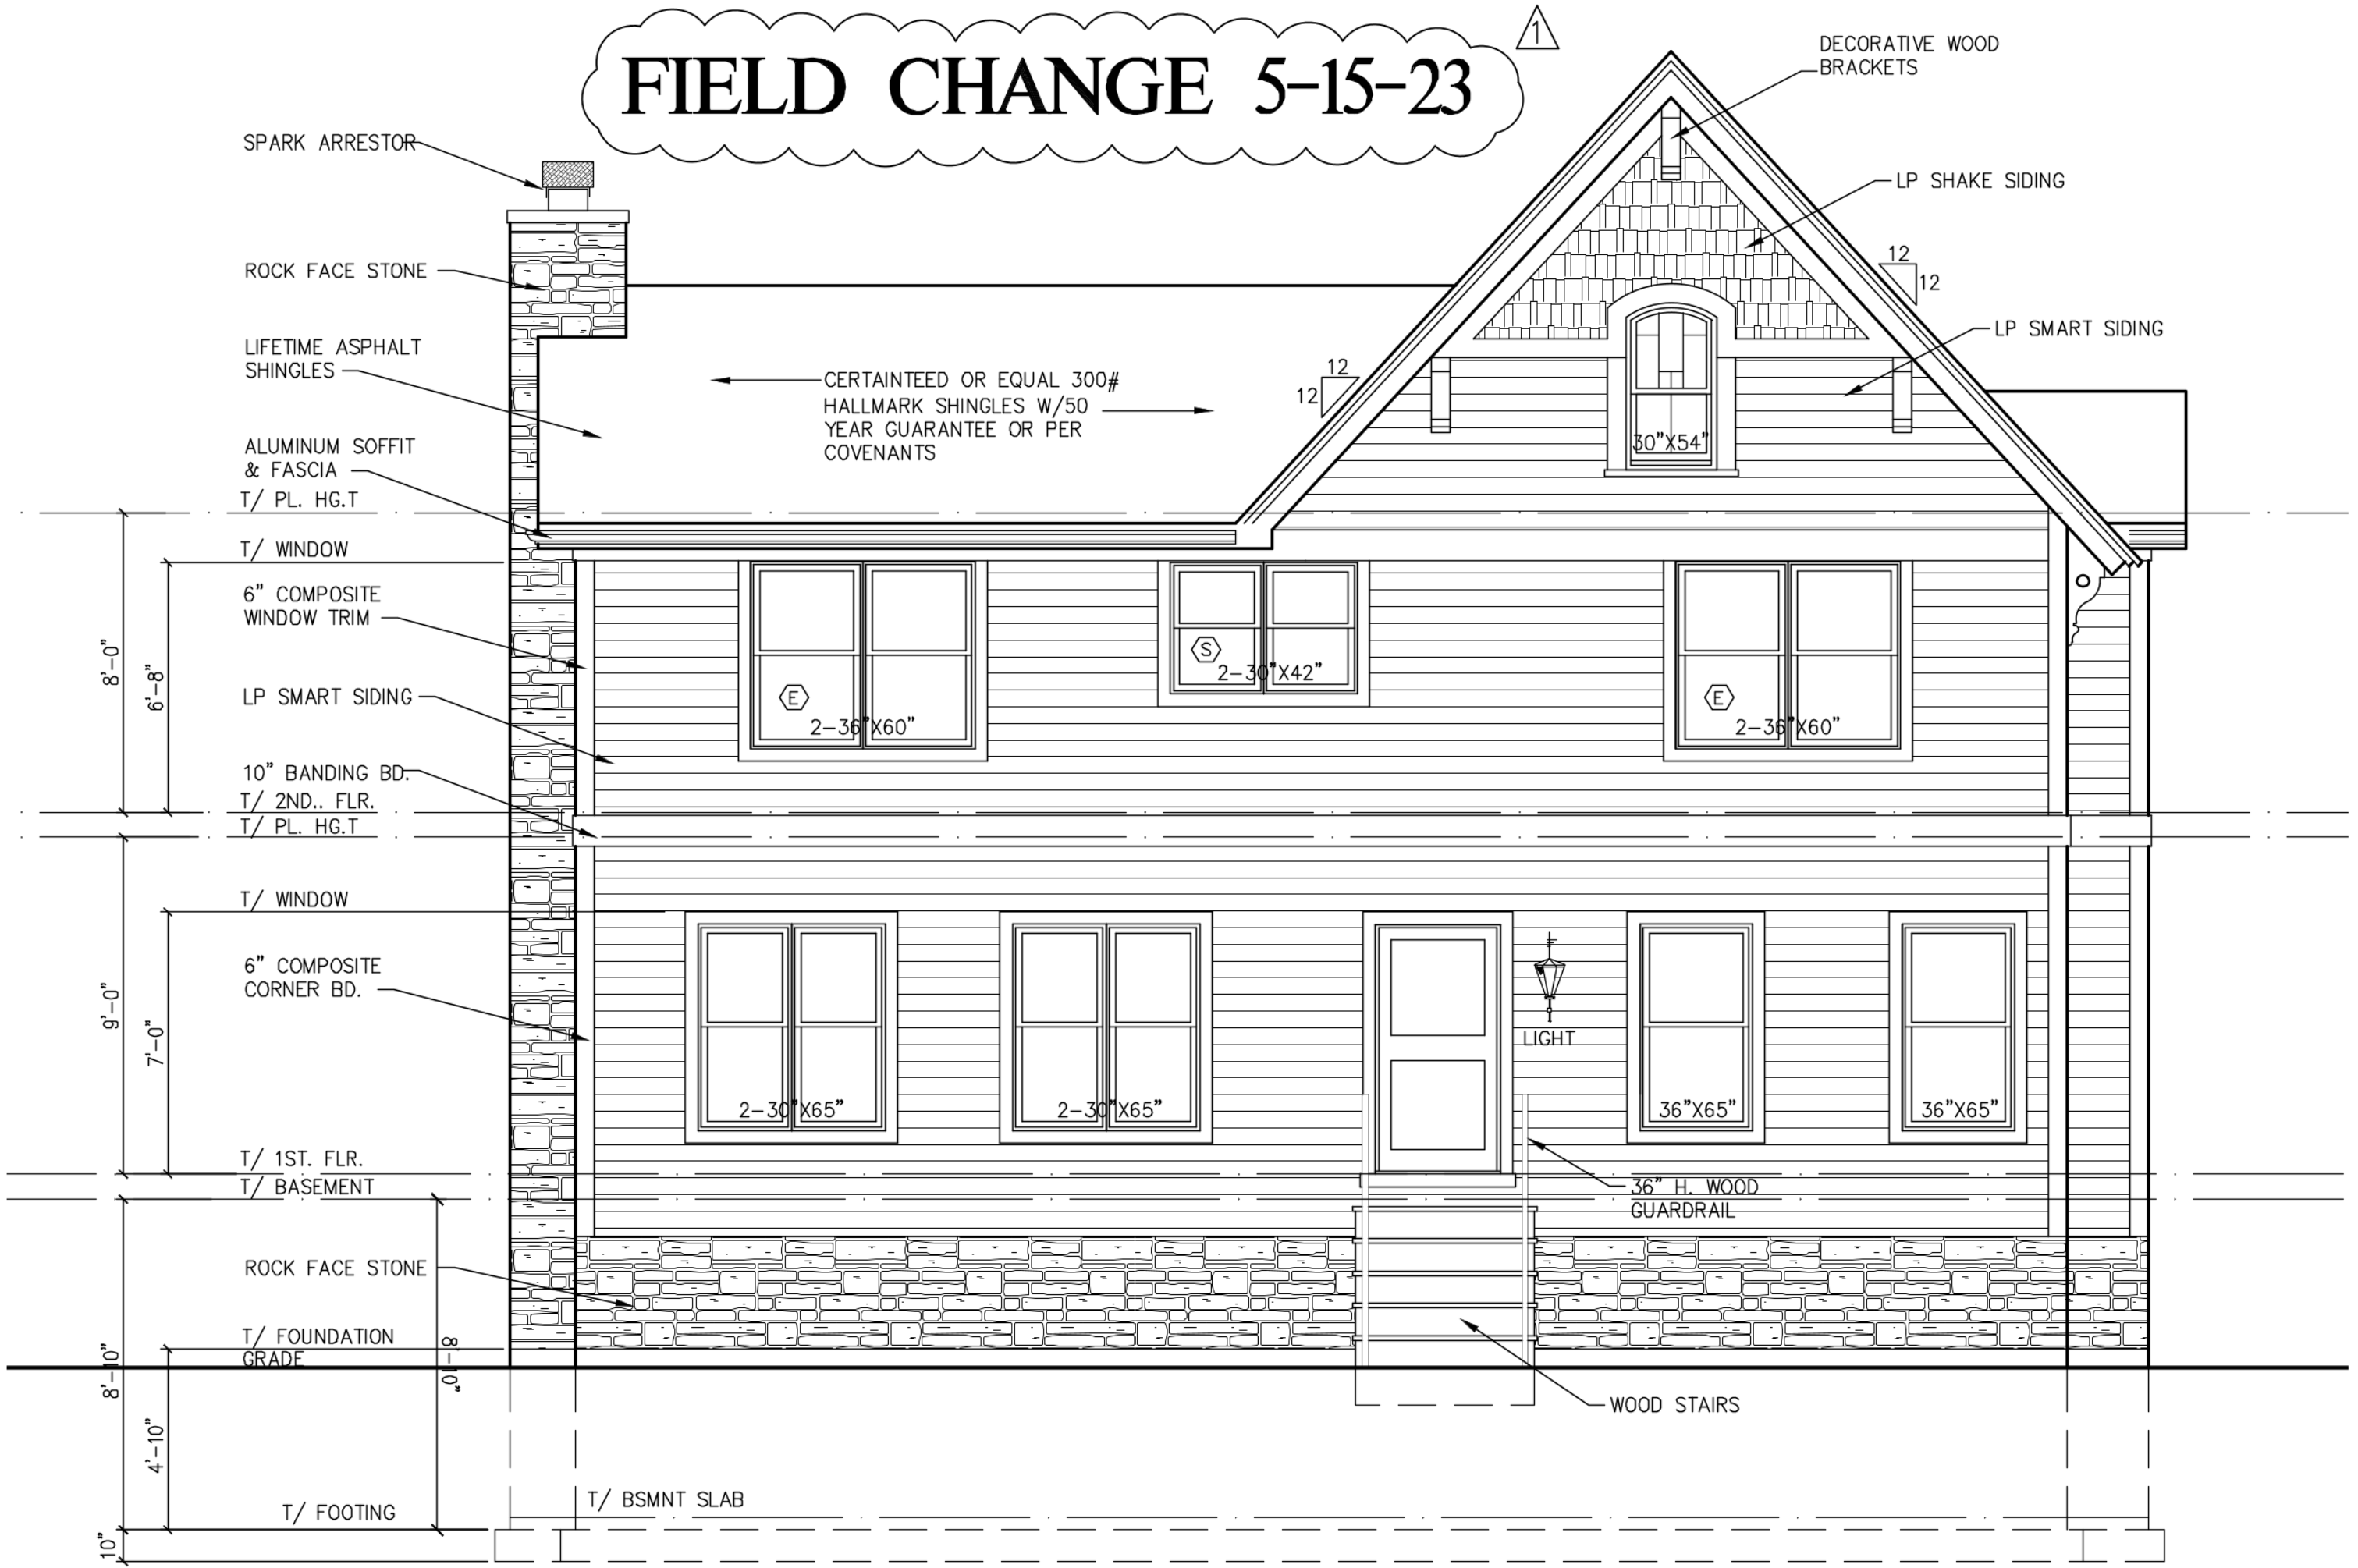 FIELD CHANGE 5-15-23
1
DECORATIVE WOOD
BRACKETS
SPARK ARRESTOR
LP SHAKE SIDING
ROCK FACE STONE
12
12
LP SMART SIDING
LIFETIME ASPHALT
SHINGLES
CERTAINTEED OR EQUAL 300#
HALLMARK SHINGLES W/50
YEAR GUARANTEE OR PER
COVENANTS
12
12
30"X54"
ALUMINUM SOFFIT
& FASCIA
T/ PL. HG.T
T/ WINDOW
6" COMPOSITE
WINDOW TRIM
8'-0"
6'-8"
S
2-30"X42"
LP SMART SIDING
E
2-36"X60"
E
2-36"X60"
10" BANDING BD.
T/ 2ND.. FLR.
T/ PL. HG.T
T/ WINDOW
6" COMPOSITE
CORNER BD.
9'-0"
7'-0"
LIGHT
2-30"X65"
2-30"X65"
36"X65"
36"X65"
T/ 1ST. FLR.
T/ BASEMENT
36" H. WOOD
GUARDRAIL
ROCK FACE STONE
T/ FOUNDATION
GRADE
8'-10"
8'-10"
4'-10"
WOOD STAIRS
T/ BSMNT SLAB
T/ FOOTING
10"